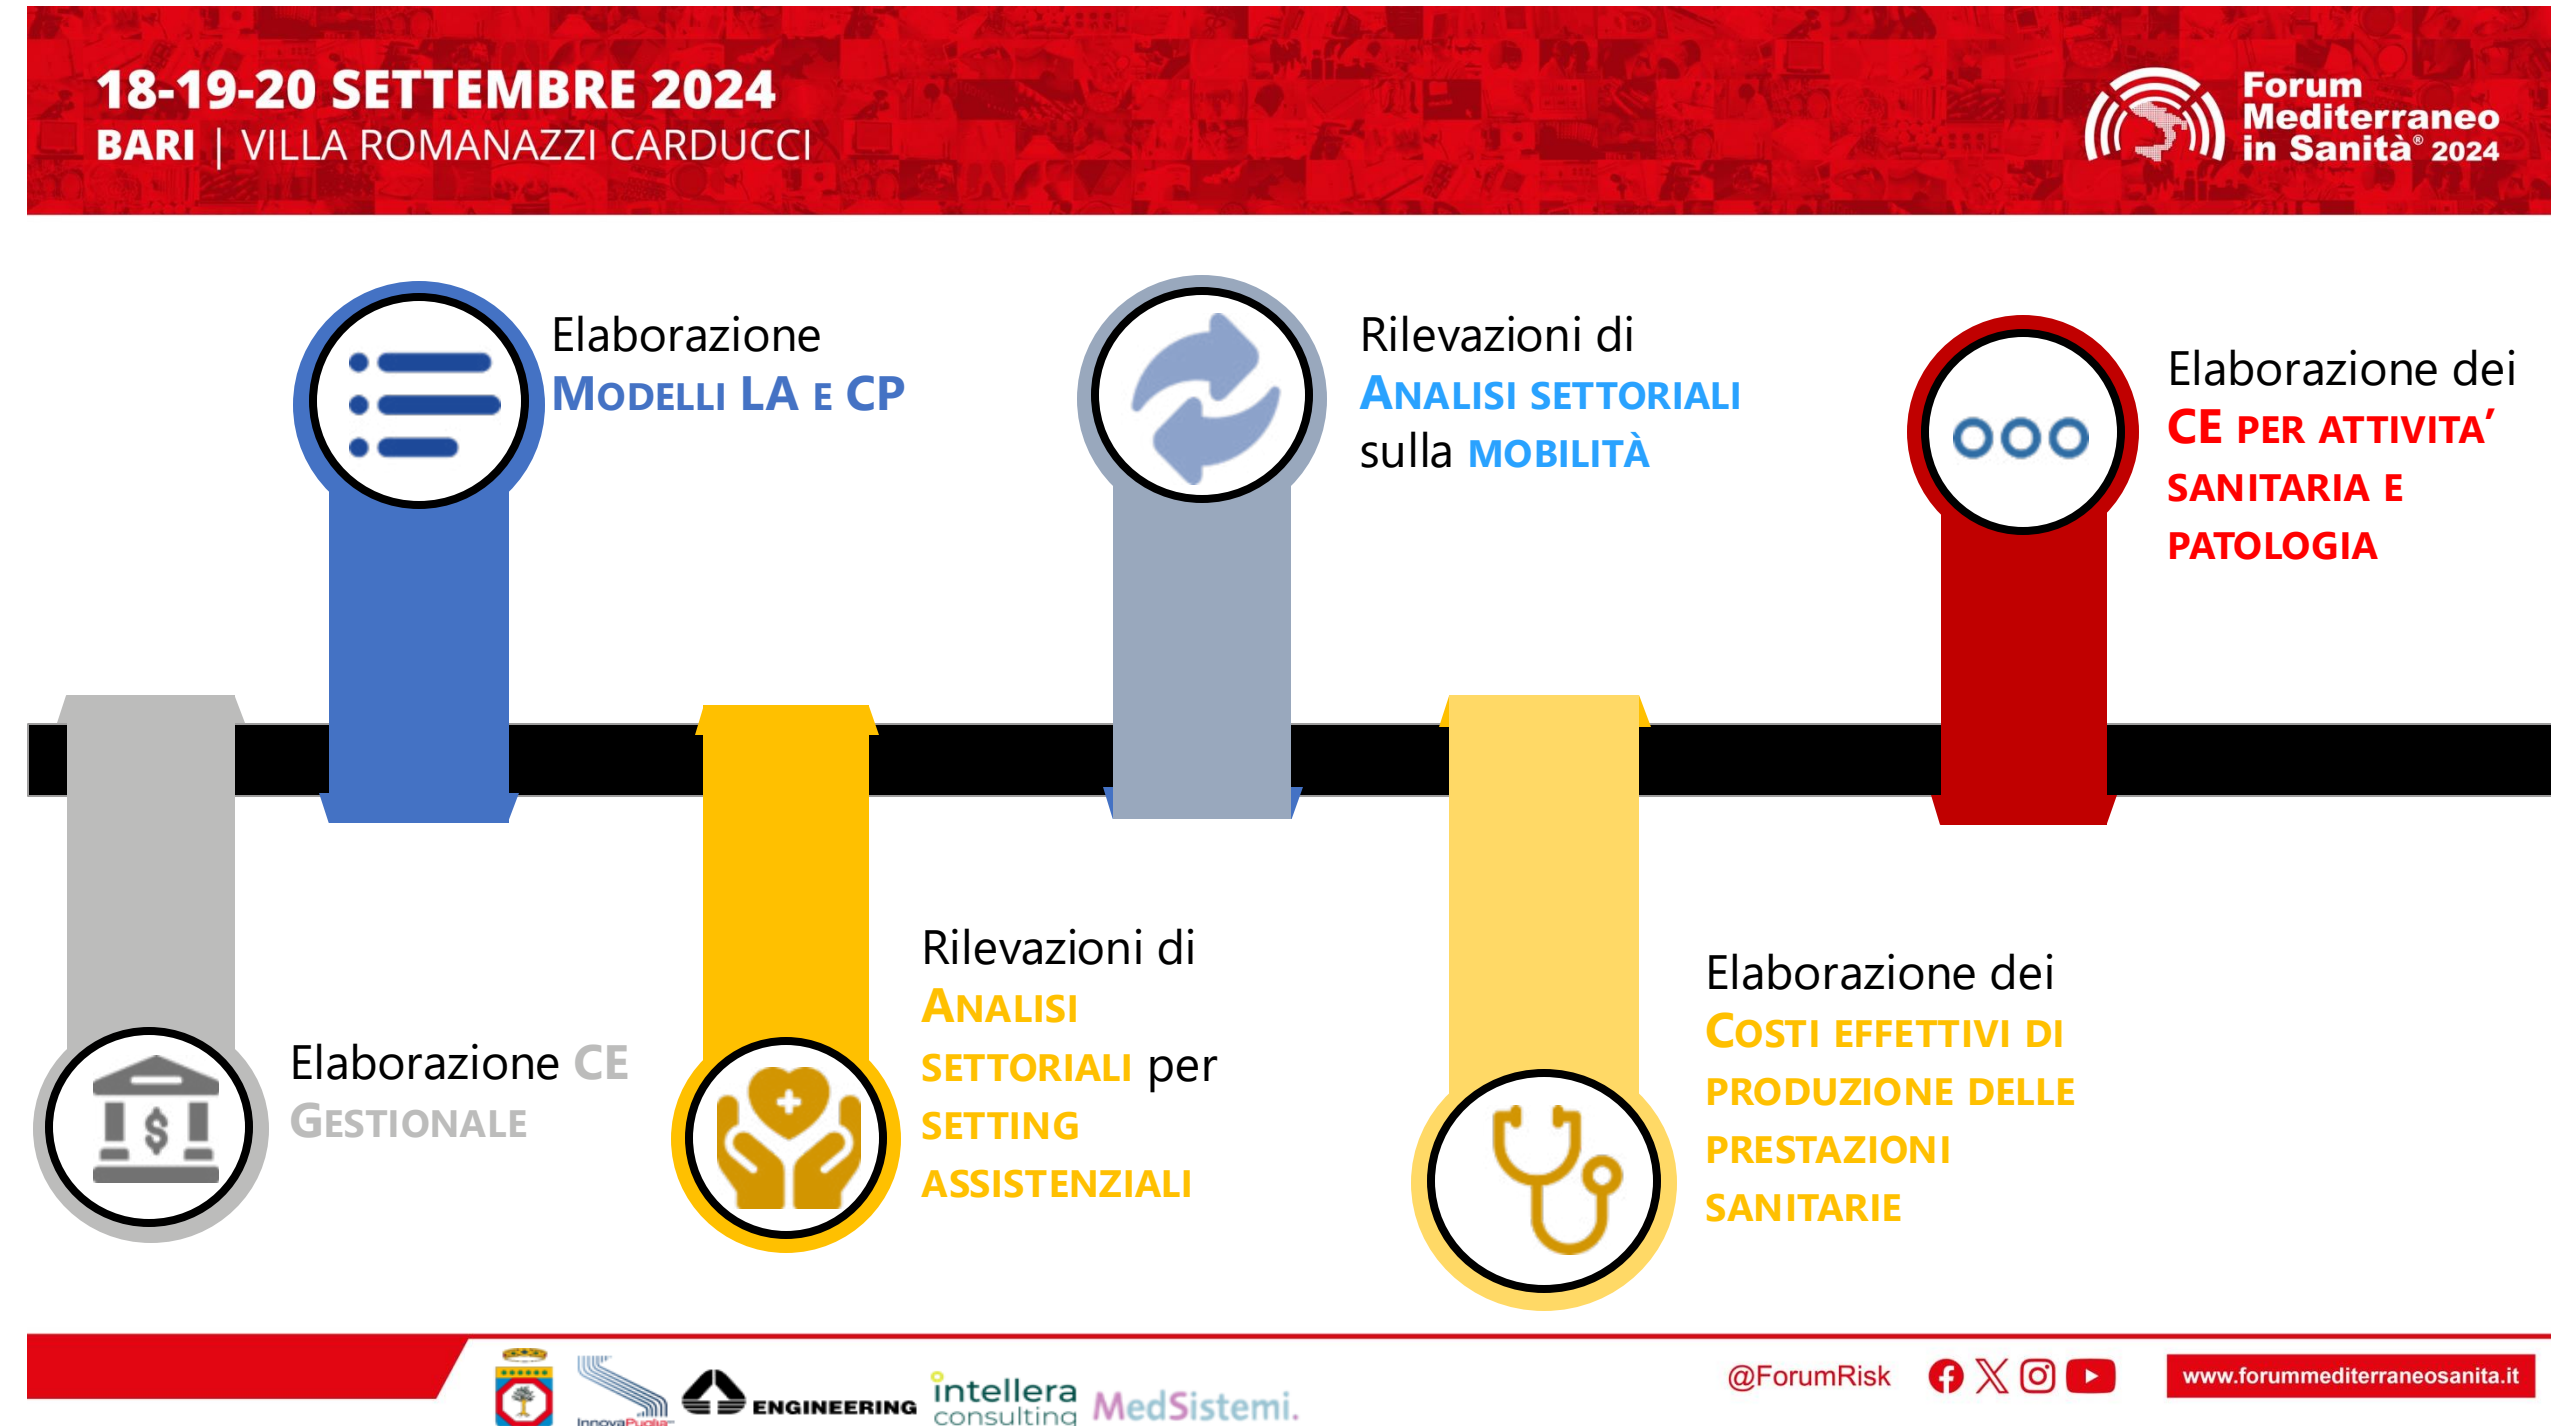 18-19-20 SETTEMBRE 2024
BARI | VILLA ROMANAZZI CARDUCCI
Forum
Mediterraneo
in Sanità® 2024
Elaborazione
MODELLI LA E CP
Rilevazioni di
ANALISI SETTORIALI
sulla MOBILITÀ
Elaborazione dei
CE PER ATTIVITA’
SANITARIA E
PATOLOGIA
Elaborazione CE
GESTIONALE
Rilevazioni di
ANALISI
SETTORIALI per
SETTING
ASSISTENZIALI
Elaborazione dei
COSTI EFFETTIVI DI
PRODUZIONE DELLE
PRESTAZIONI
SANITARIE
InnovaPuglia
ENGINEERING
intellera
consulting
MedSistemi.
@ForumRisk
www.forummediterraneosanita.it